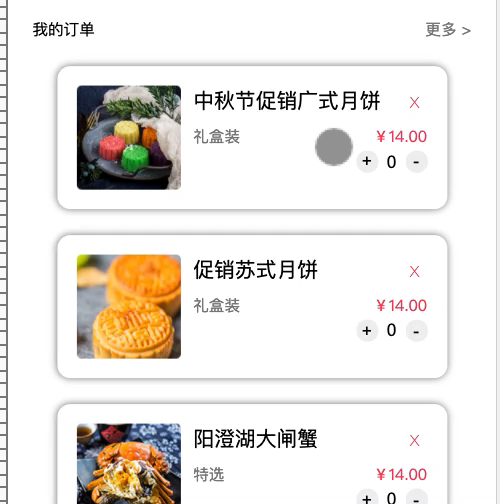 我的订单 更多 >
中秋节促销广式月饼 X
礼盒装 ¥14.00
+ 0 -
促销苏式月饼 X
礼盒装 ¥14.00
+ 0 -
阳澄湖大闸蟹 X
特选 ¥14.00
+ 0 -